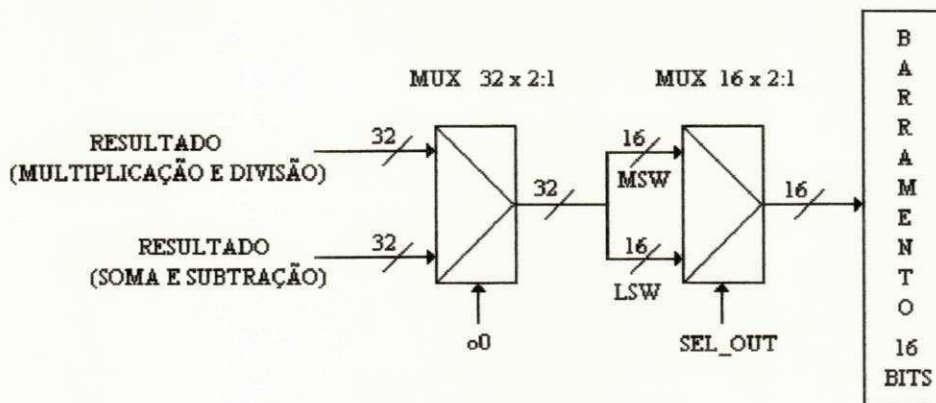 MUX 32 x 2:1
MUX 16 x 2:1
RESULTADO
(MULTIPLICAÇÃO E DIVISÃO)
32
RESULTADO
(SOMA E SUBTRAÇÃO)
32
o0
32
16
MSW
16
LSW
SEL_OUT
16
B
A
R
R
A
M
E
N
T
O
16
BITS